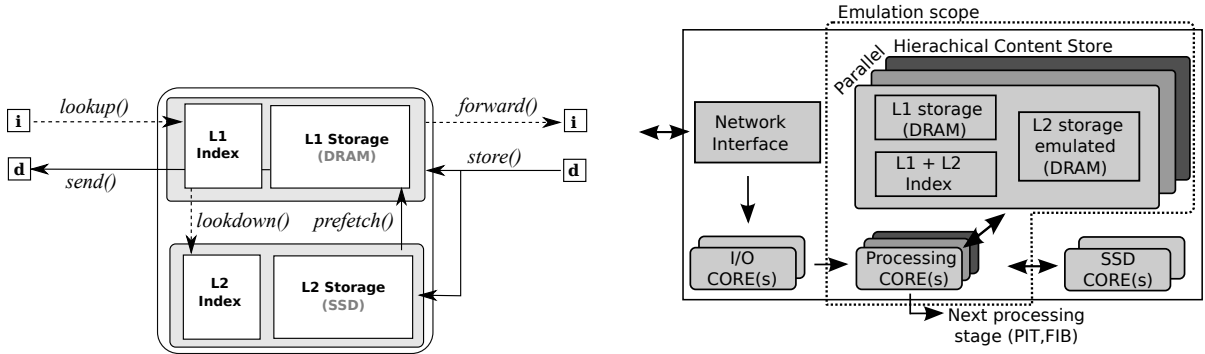 i
lookup()
L1
Index
L1 Storage
(DRAM)
forward()
i
d
send()
store()
d
lookdown()
prefetch()
L2
Index
L2 Storage
(SSD)
Emulation scope
Hierachical Content Store
Parallel
Network
Interface
L1 storage
(DRAM)
L1 + L2
Index
L2 storage
emulated
(DRAM)
I/O
CORE(s)
Processing
CORE(s)
SSD
CORE(s)
Next processing
stage (PIT,FIB)